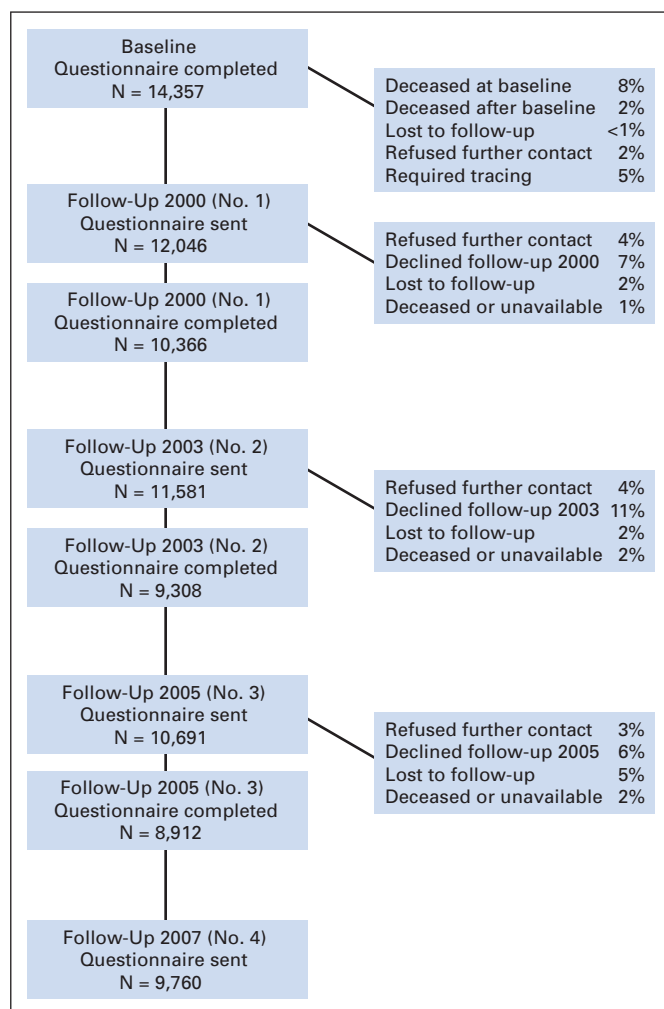 Baseline
Questionnaire completed
N = 14,357
Deceased at baseline 8%
Deceased after baseline 2%
Lost to follow-up <1%
Refused further contact 2%
Required tracing 5%
Follow-Up 2000 (No. 1)
Questionnaire sent
N = 12,046
Refused further contact 4%
Declined follow-up 2000 7%
Lost to follow-up 2%
Deceased or unavailable 1%
Follow-Up 2000 (No. 1)
Questionnaire completed
N = 10,366
Follow-Up 2003 (No. 2)
Questionnaire sent
N = 11,581
Refused further contact 4%
Declined follow-up 2003 11%
Lost to follow-up 2%
Deceased or unavailable 2%
Follow-Up 2003 (No. 2)
Questionnaire completed
N = 9,308
Follow-Up 2005 (No. 3)
Questionnaire sent
N = 10,691
Refused further contact 3%
Declined follow-up 2005 6%
Lost to follow-up 5%
Deceased or unavailable 2%
Follow-Up 2005 (No. 3)
Questionnaire completed
N = 8,912
Follow-Up 2007 (No. 4)
Questionnaire sent
N = 9,760